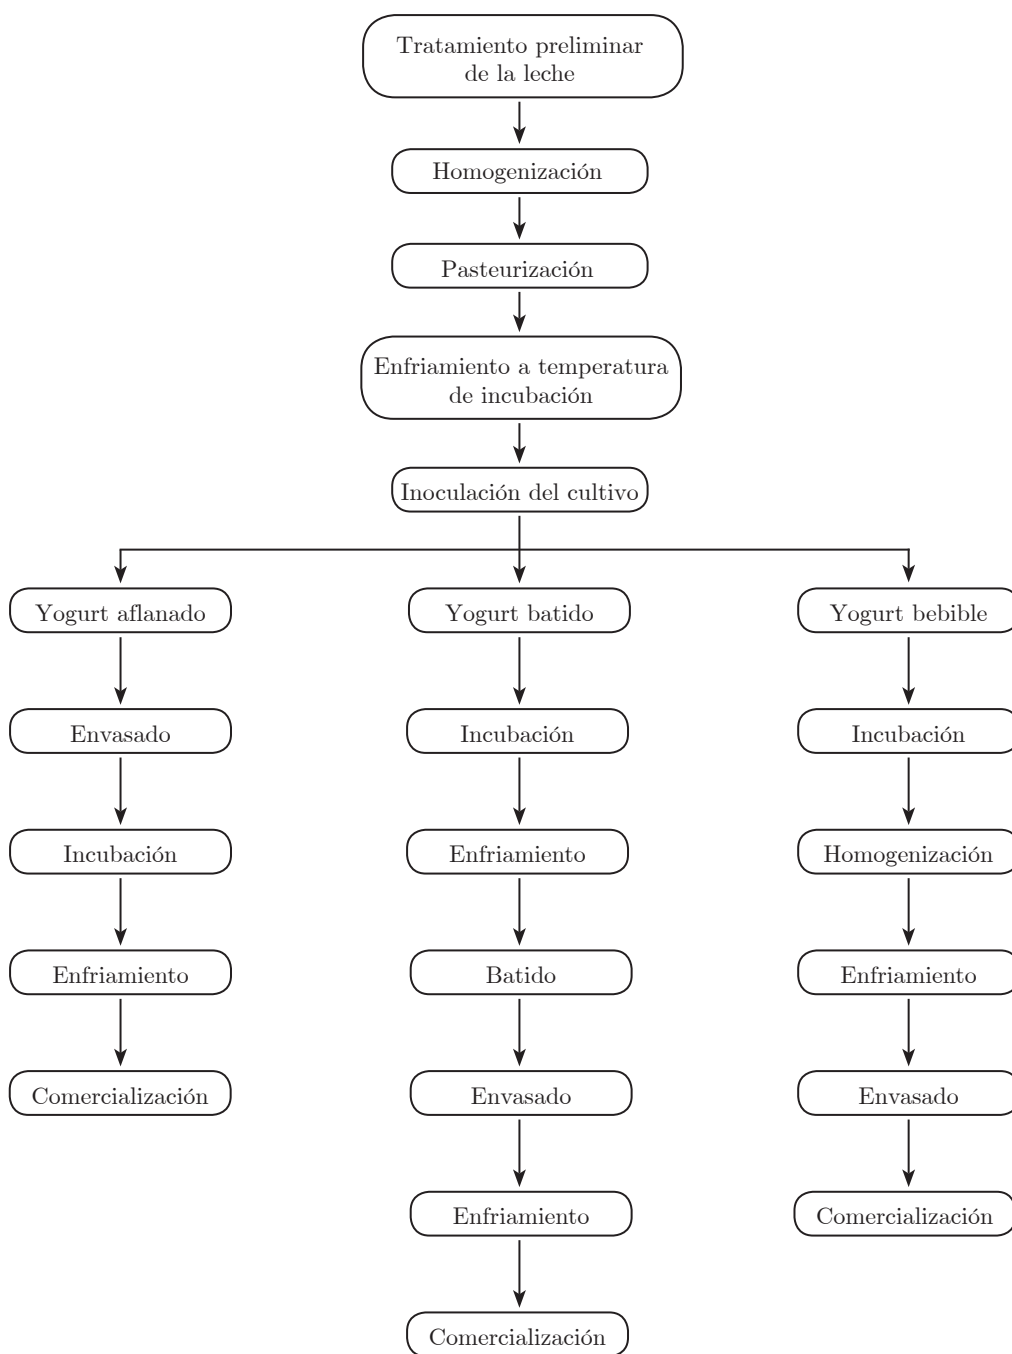 Tratamiento preliminar
de la leche
Homogenización
Pasteurización
Enfriamiento a temperatura
de incubación
Inoculación del cultivo
Yogurt aflanado
Yogurt batido
Yogurt bebible
Envasado
Incubación
Incubación
Incubación
Enfriamiento
Homogenización
Enfriamiento
Batido
Enfriamiento
Comercialización
Envasado
Envasado
Enfriamiento
Comercialización
Comercialización